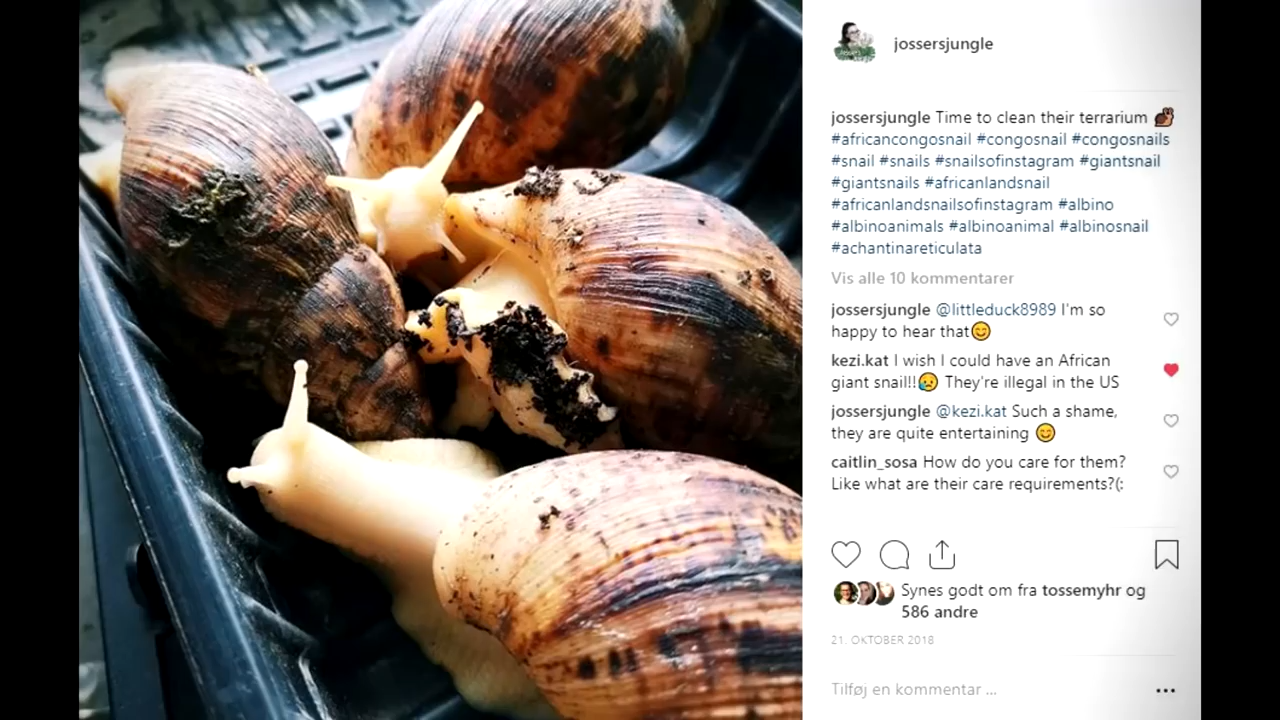 jossersjungle
jossersjungle Time to clean their terrarium 🐌
#africancongosnail #congosnail #congosnails
#snail #snails #snailsofinstagram #giantsnail
#giantsnails #africanlandsnail
#africanlandsnailsofinstagram #albino
#albinoanimals #albinoanimal #albinosnail
#achantinareticulata
Vis alle 10 kommentarer
jossersjungle @littleduck8989 I'm so
happy to hear that😊
kezi.kat I wish I could have an African
giant snail!!😥 They're illegal in the US
jossersjungle @kezi.kat Such a shame,
they are quite entertaining 😊
caitlin_sosa How do you care for them?
Like what are their care requirements?(:
Synes godt om fra tossemyhr og
586 andre
21. OKTOBER 2018
Tilføj en kommentar ...